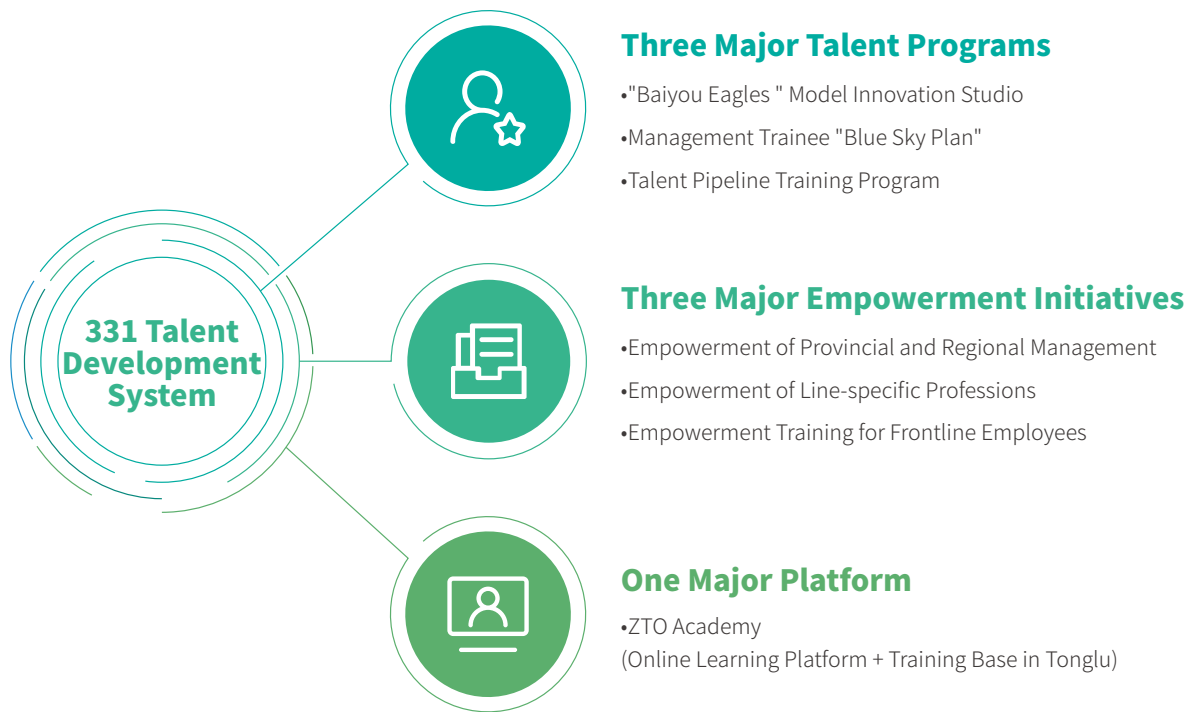 331 Talent
Development
System
Three Major Talent Programs
•"Baiyou Eagles " Model Innovation Studio
•Management Trainee "Blue Sky Plan"
•Talent Pipeline Training Program
Three Major Empowerment Initiatives
•Empowerment of Provincial and Regional Management
•Empowerment of Line-specific Professions
•Empowerment Training for Frontline Employees
One Major Platform
•ZTO Academy
(Online Learning Platform + Training Base in Tonglu)